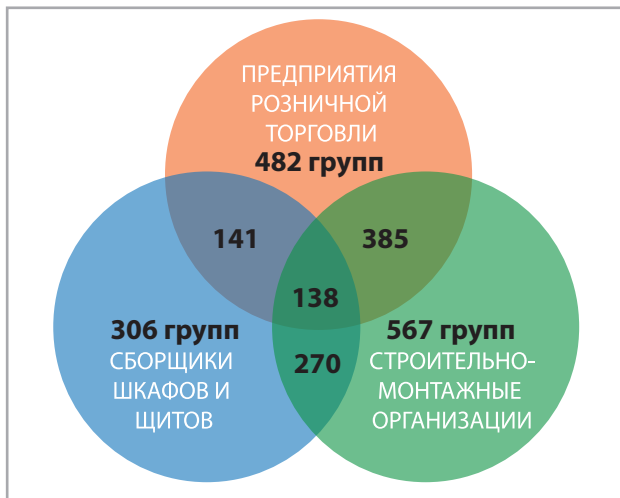 ПРЕДПРИЯТИЯ
РОЗНИЧНОЙ
ТОРГОВЛИ
482 групп
141
385
138
306 групп
СБОРЩИКИ
ШКАФОВ И
ЩИТОВ
270
567 групп
СТРОИТЕЛЬНО-
МОНТАЖНЫЕ
ОРГАНИЗАЦИИ